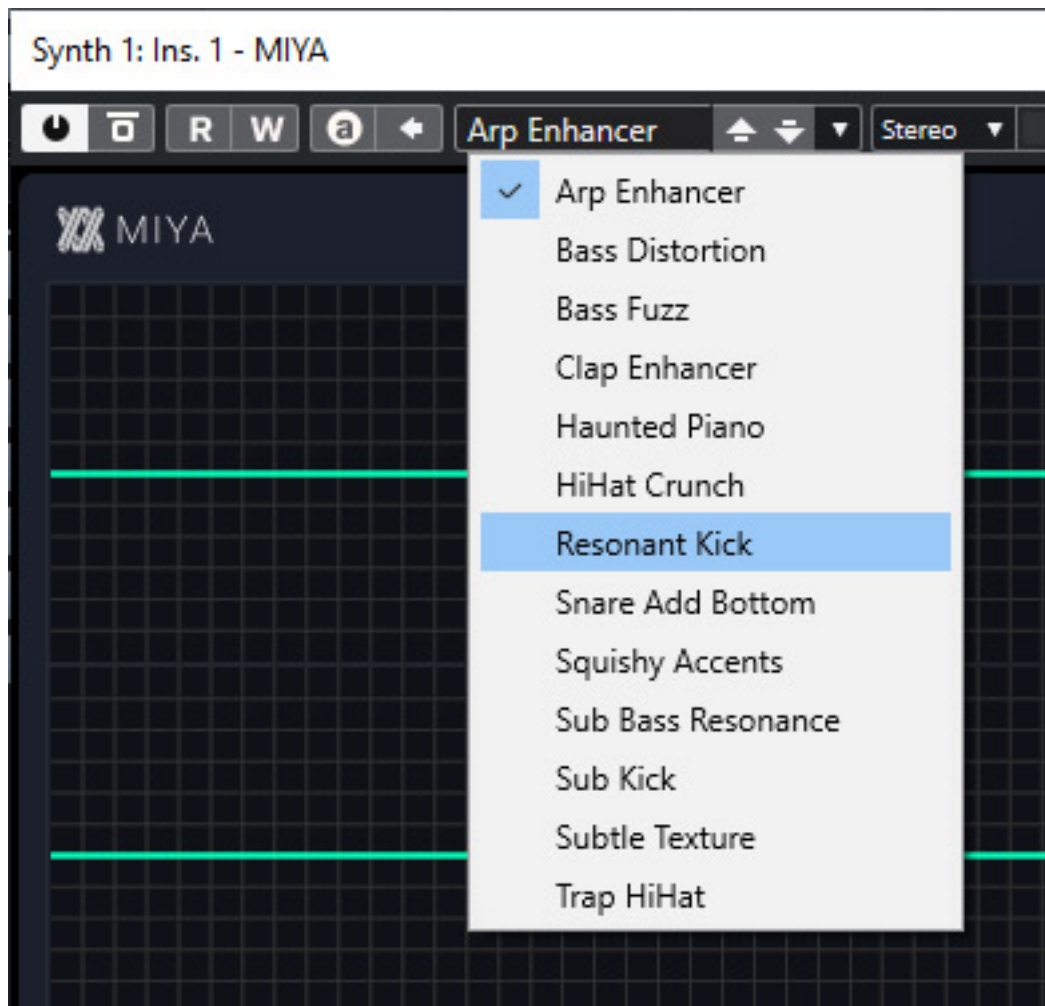 Synth 1: Ins. 1 - MIYA
R W a Arp Enhancer Stereo
MIYA
Arp Enhancer
Bass Distortion
Bass Fuzz
Clap Enhancer
Haunted Piano
HiHat Crunch
Resonant Kick
Snare Add Bottom
Squishy Accents
Sub Bass Resonance
Sub Kick
Subtle Texture
Trap HiHat